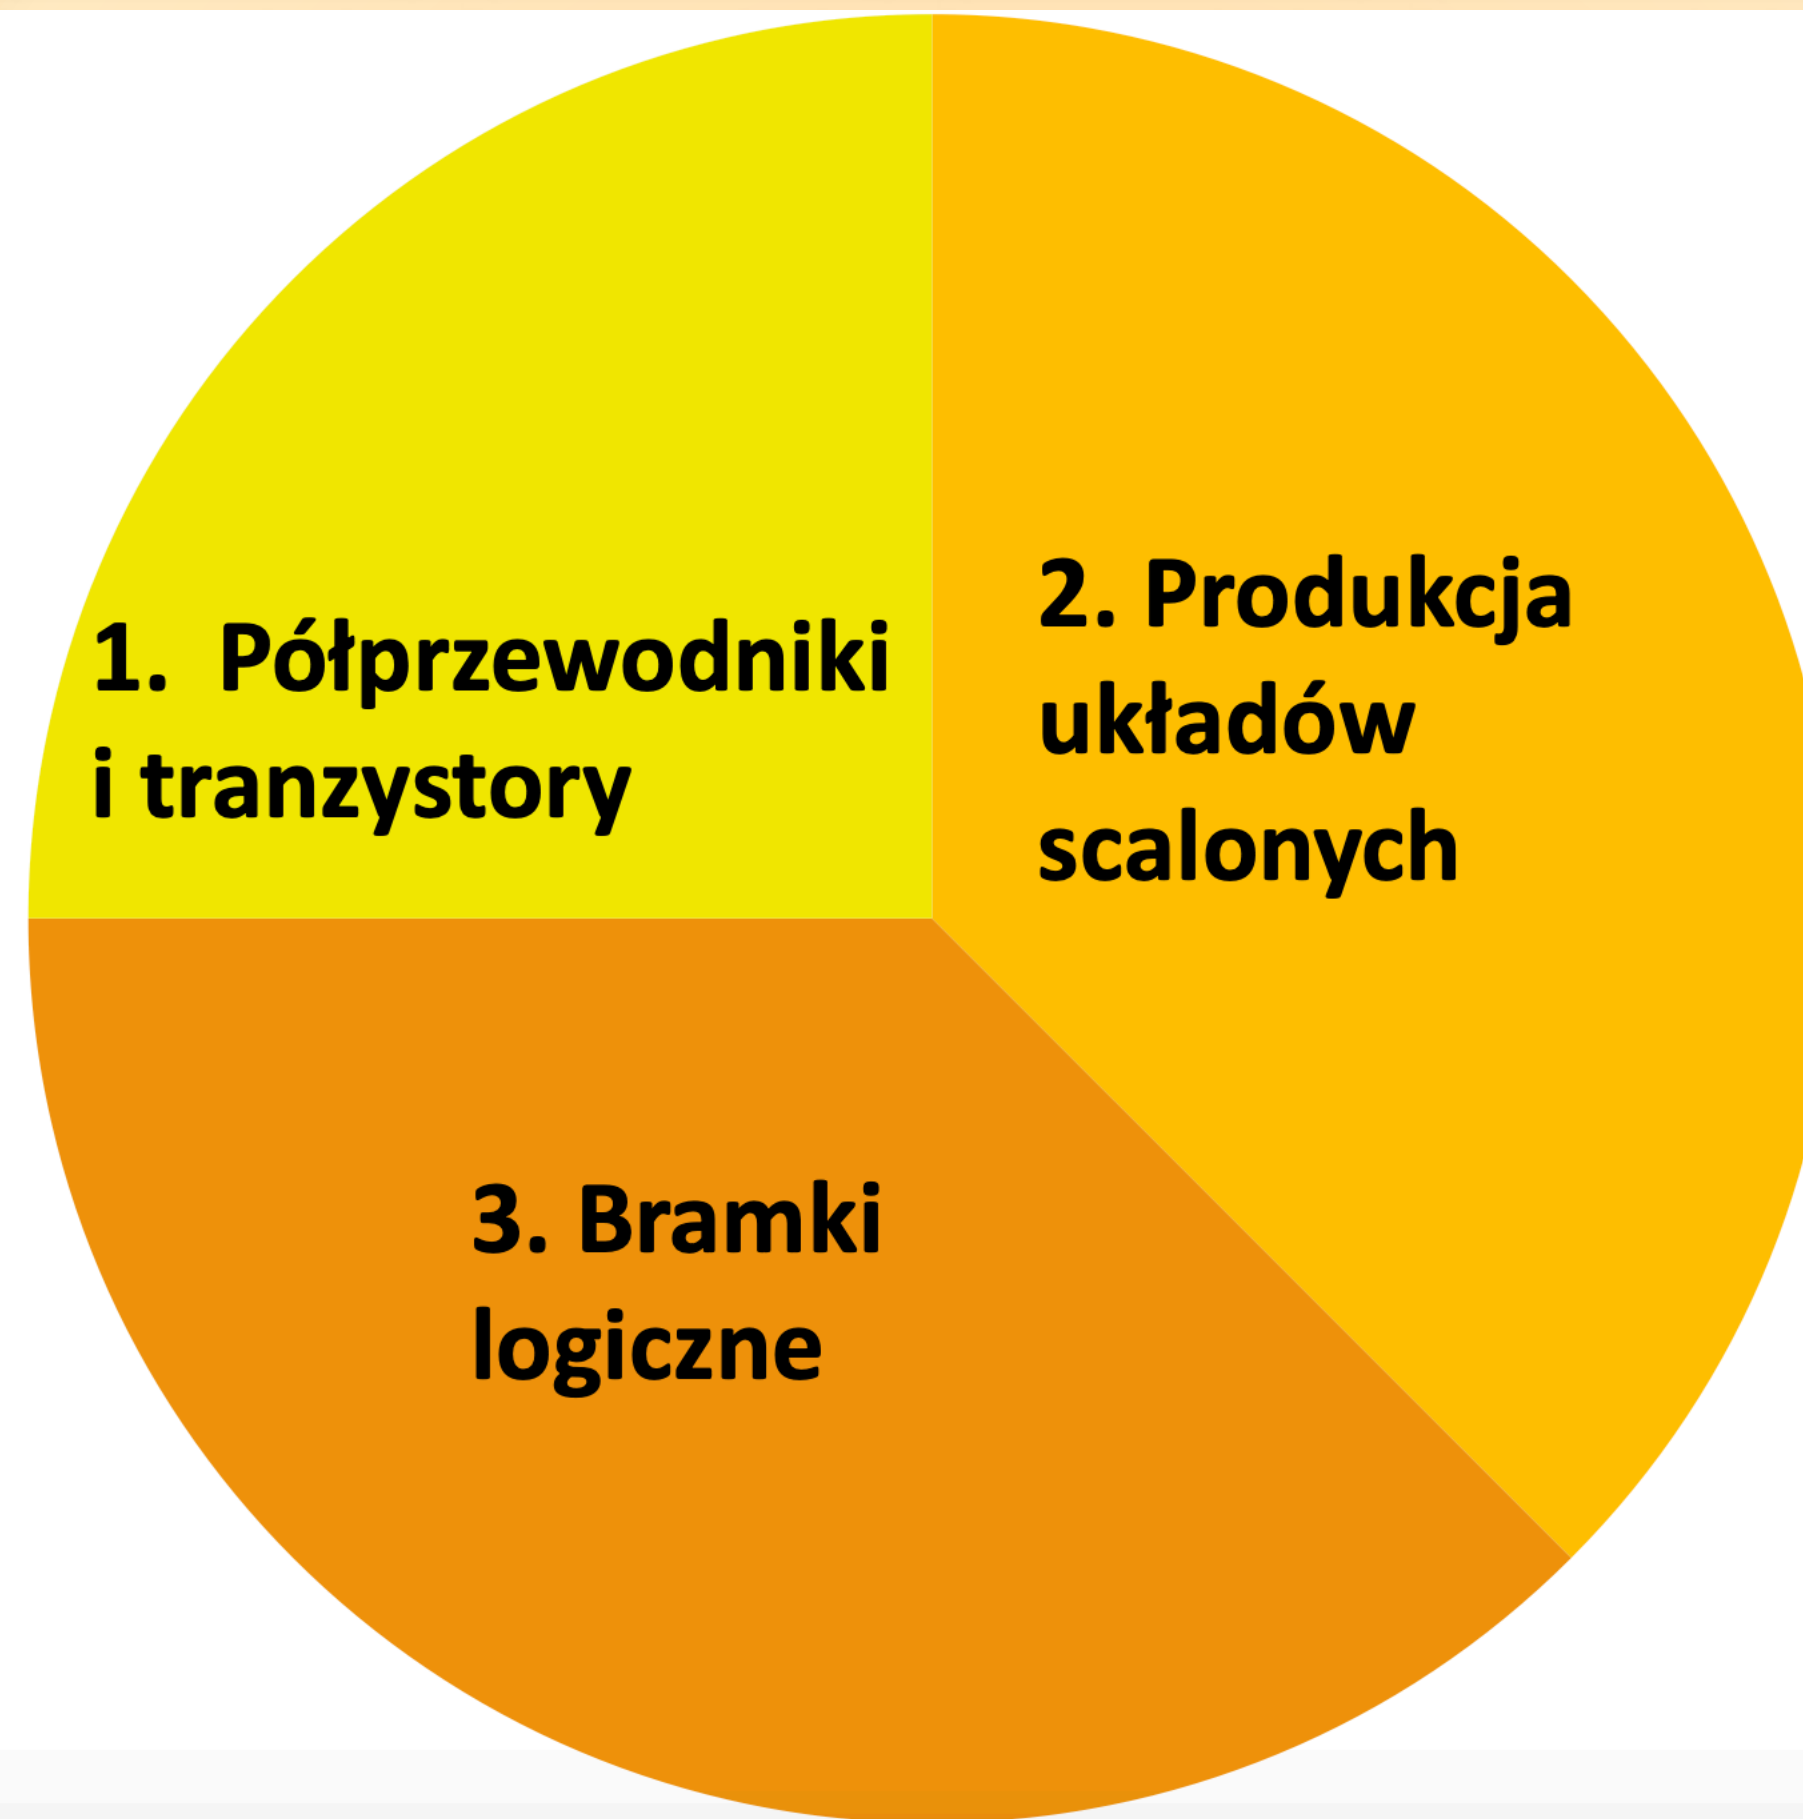 1. Półprzewodniki
i tranzystory
2. Produkcja
układów
scalonych
3. Bramki
logiczne